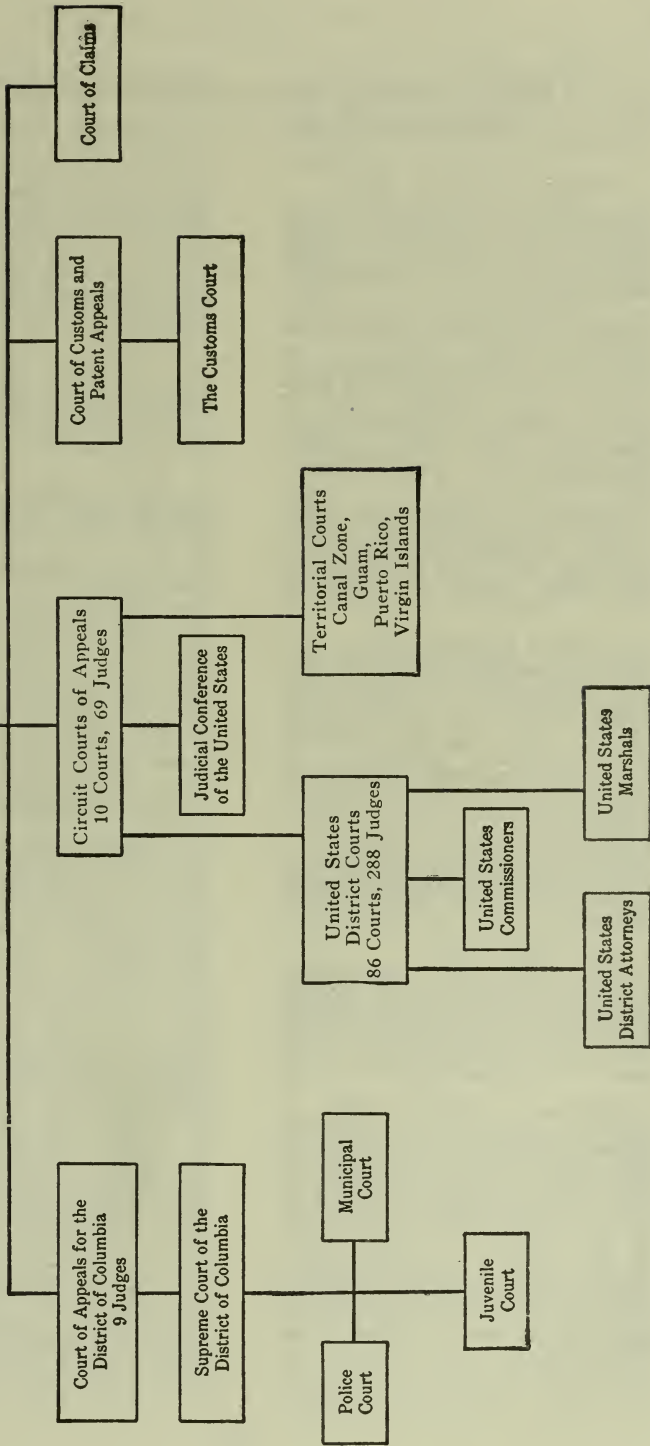 Court of Appeals for the
District of Columbia
9 Judges
Supreme Court of the
District of Columbia
Police
Court
Municipal
Court
Juvenile
Court
Circuit Courts of Appeals
10 Courts, 69 Judges
Judicial Conference
of the United States
United States
District Courts
86 Courts, 288 Judges
United States
Commissioners
United States
District Attorneys
United States
Marshals
Territorial Courts
Canal Zone,
Guam,
Puerto Rico,
Virgin Islands
Court of Customs and
Patent Appeals
The Customs Court
Court of Claims